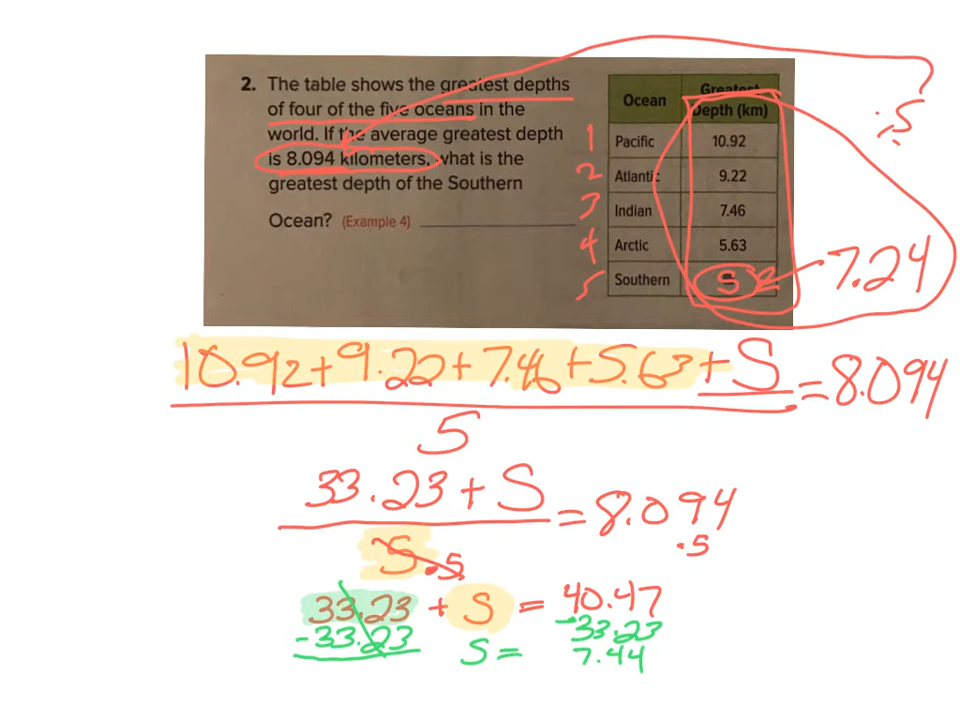 2. The table shows the greatest depths
of four of the five oceans in the
world. If the average greatest depth
is 8.094 kilometers, what is the
greatest depth of the Southern
Ocean? (Example 4)
Ocean Greatest Depth (km)
1 Pacific 10.92
2 Atlantic 9.22
3 Indian 7.46
4 Arctic 5.63
5 Southern S
7.24
.5
10.92+9.22+7.46+5.63+S = 8.094
5
33.23 + S = 8.094
5 .5 .5
33.23 + S = 40.47
-33.23 -33.23
S = 7.44